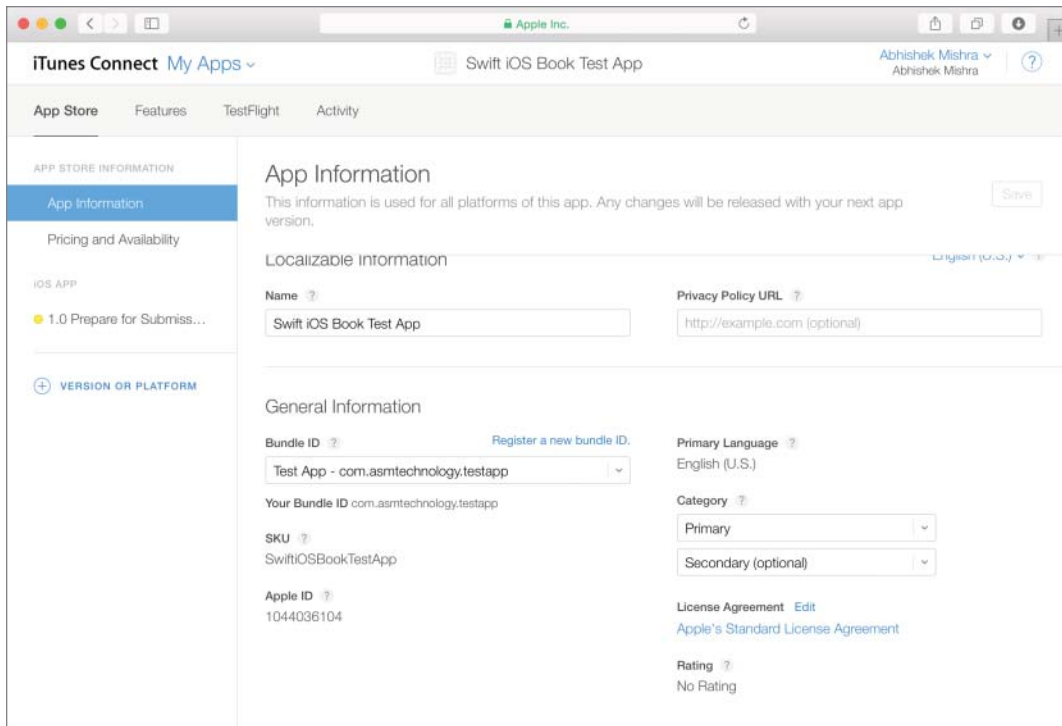 Apple Inc.
iTunes Connect My Apps
Swift iOS Book Test App
Abhishek Mishra
Abhishek Mishra
?
App Store Features TestFlight Activity
APP STORE INFORMATION
App Information
Pricing and Availability
iOS APP
1.0 Prepare for Submiss...
VERSION OR PLATFORM
App Information
This information is used for all platforms of this app. Any changes will be released with your next app
version.
Save
Localizable Information
English (U.S.) ?
Name ?
Swift iOS Book Test App
Privacy Policy URL ?
http://example.com (optional)
General Information
Bundle ID ?
Register a new bundle ID.
Test App - com.asmtechnology.testapp
Your Bundle ID com.asmtechnology.testapp
SKU ?
SwiftiOSBookTestApp
Apple ID ?
1044036104
Primary Language ?
English (U.S.)
Category ?
Primary
Secondary (optional)
License Agreement Edit
Apple's Standard License Agreement
Rating ?
No Rating